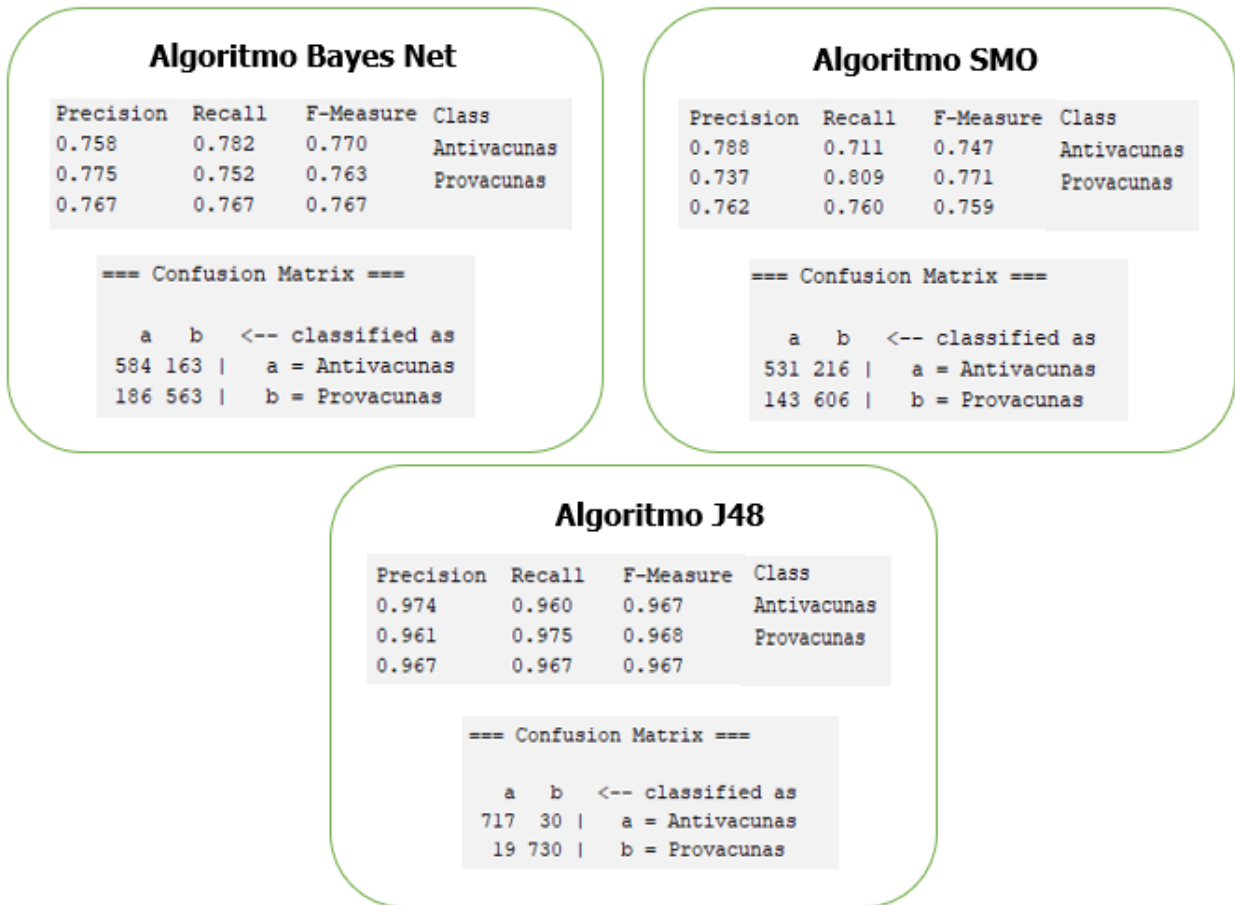 Algoritmo Bayes Net
Precision Recall F-Measure Class
0.758 0.782 0.770 Antivacunas
0.775 0.752 0.763 Provacunas
0.767 0.767 0.767
=== Confusion Matrix ===
a b <-- classified as
584 163 | a = Antivacunas
186 563 | b = Provacunas
Algoritmo SMO
Precision Recall F-Measure Class
0.788 0.711 0.747 Antivacunas
0.737 0.809 0.771 Provacunas
0.762 0.760 0.759
=== Confusion Matrix ===
a b <-- classified as
531 216 | a = Antivacunas
143 606 | b = Provacunas
Algoritmo J48
Precision Recall F-Measure Class
0.974 0.960 0.967 Antivacunas
0.961 0.975 0.968 Provacunas
0.967 0.967 0.967
=== Confusion Matrix ===
a b <-- classified as
717 30 | a = Antivacunas
19 730 | b = Provacunas